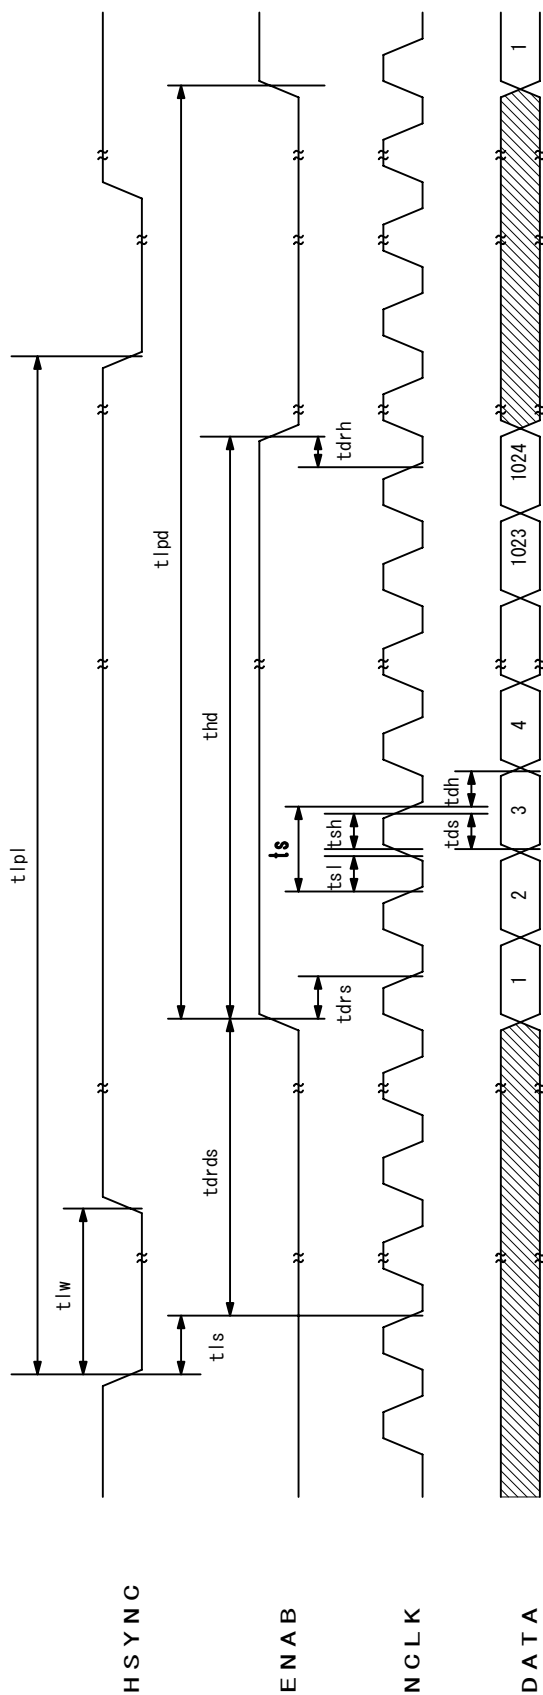 HSYNC
tlpl
tlw
tls
ENAB
tlpd
thd
tdrds
tdrs
tdrh
NCLK
ts
tsl
tsh
tds
tdh
DATA
1
2
3
4
1023
1024
1